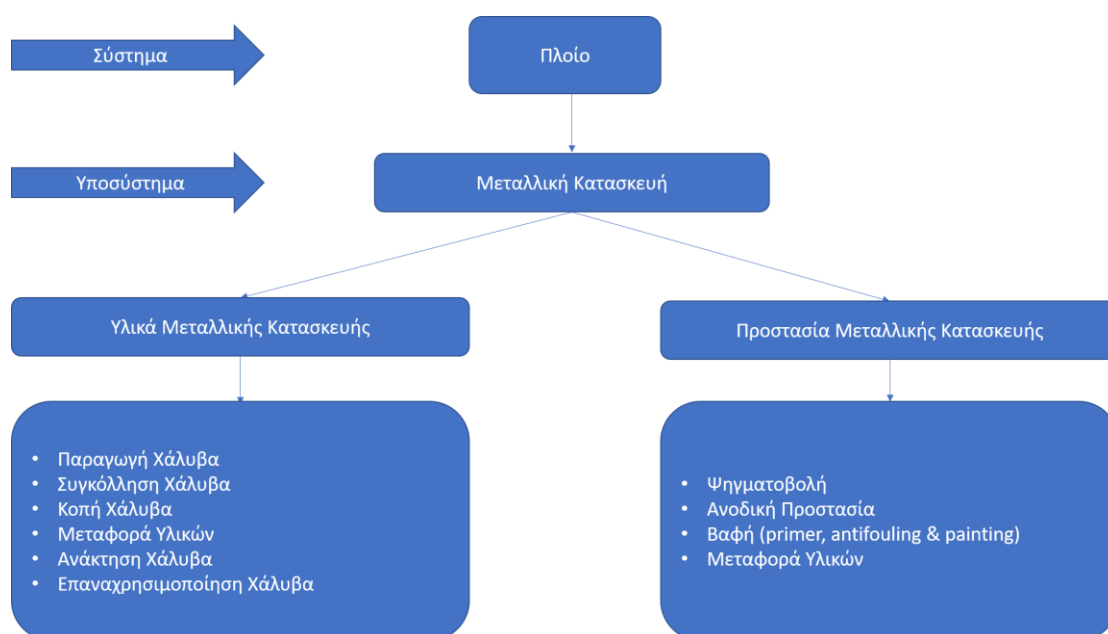 Σύστημα
Πλοίο
Υποσύστημα
Μεταλλική Κατασκευή
Υλικά Μεταλλικής Κατασκευής
Προστασία Μεταλλικής Κατασκευής
• Παραγωγή Χάλυβα
• Συγκόλληση Χάλυβα
• Κοπή Χάλυβα
• Μεταφορά Υλικών
• Ανάκτηση Χάλυβα
• Επαναχρησιμοποίηση Χάλυβα
• Ψηγματοβολή
• Ανοδική Προστασία
• Βαφή (primer, antifouling & painting)
• Μεταφορά Υλικών